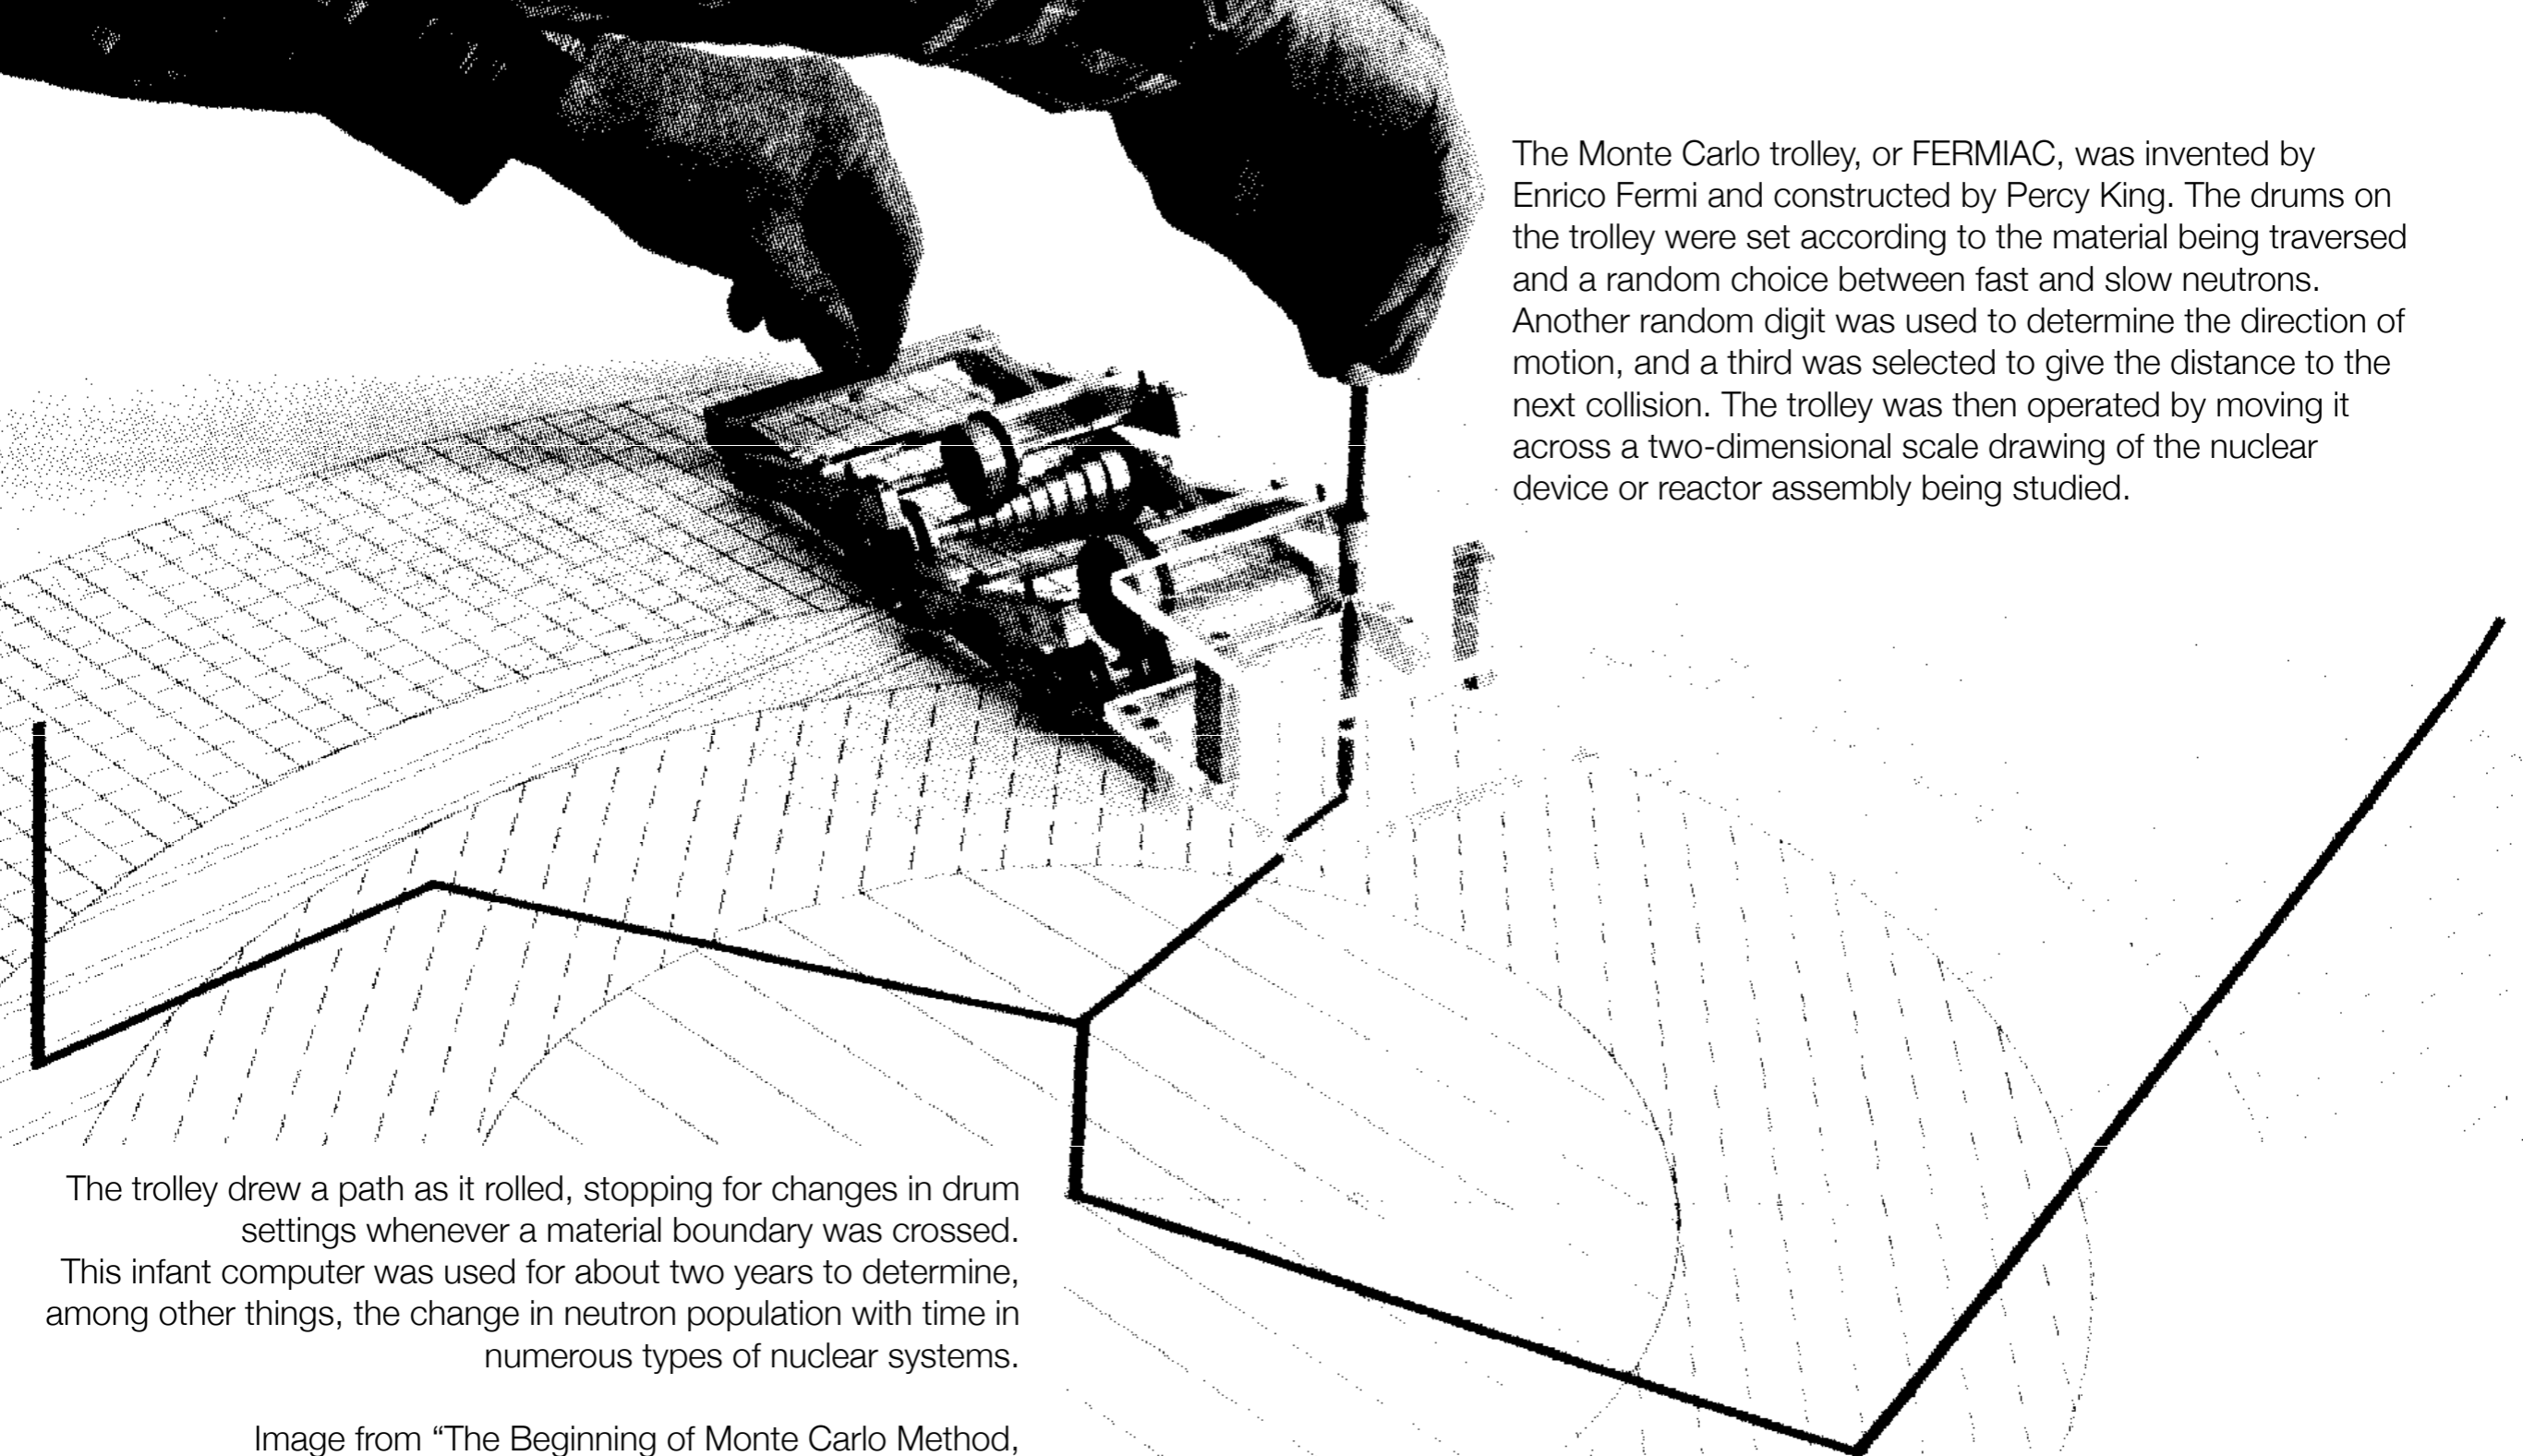 The Monte Carlo trolley, or FERMIAC, was invented by
Enrico Fermi and constructed by Percy King. The drums on
the trolley were set according to the material being traversed
and a random choice between fast and slow neutrons.
Another random digit was used to determine the direction of
motion, and a third was selected to give the distance to the
next collision. The trolley was then operated by moving it
across a two-dimensional scale drawing of the nuclear
device or reactor assembly being studied.
The trolley drew a path as it rolled, stopping for changes in drum
settings whenever a material boundary was crossed.
This infant computer was used for about two years to determine,
among other things, the change in neutron population with time in
numerous types of nuclear systems.
Image from “The Beginning of Monte Carlo Method,